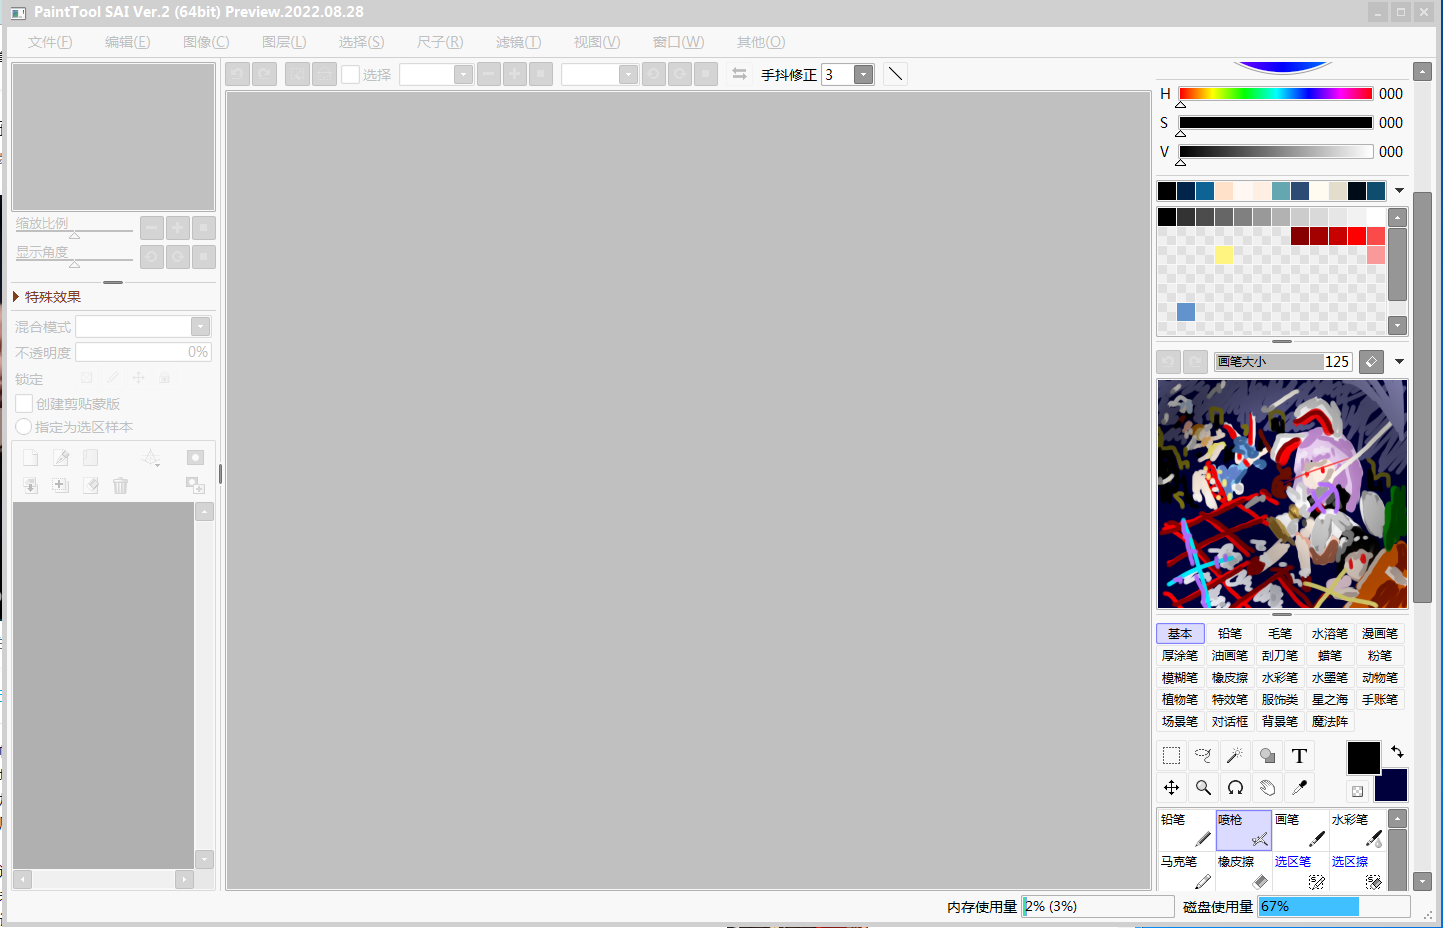 PaintTool SAI Ver.2 (64bit) Preview.2022.08.28
文件(F) 编辑(E) 图像(C) 图层(L) 选择(S) 尺子(R) 滤镜(T) 视图(V) 窗口(W) 其他(O)
选择 手抖修正 3
H 000
S 000
V 000
缩放比例
显示角度
特殊效果
混合模式
不透明度 0%
锁定
创建剪贴蒙版
指定为选区样本
画笔大小 125
基本 铅笔 毛笔 水溶笔 漫画笔
厚涂笔 油画笔 刮刀笔 蜡笔 粉笔
模糊笔 橡皮擦 水彩笔 水墨笔 动物笔
植物笔 特效笔 服饰类 星之海 手账笔
场景笔 对话框 背景笔 魔法阵
T
铅笔 喷枪 画笔 水彩笔
马克笔 橡皮擦 选区笔 选区擦
内存使用量 2% (3%) 磁盘使用量 67%